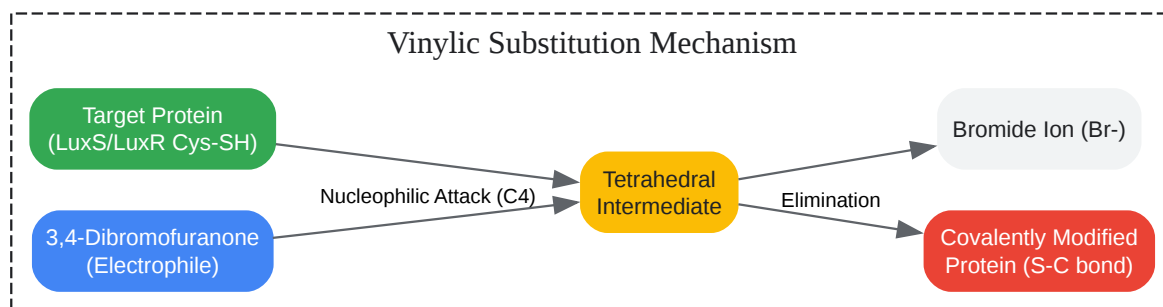 Vinylic Substitution Mechanism
Target Protein
(LuxS/LuxR Cys-SH)
Bromide Ion (Br-)
Nucleophilic Attack (C4)
Tetrahedral
Intermediate
Elimination
3,4-Dibromofuranone
(Electrophile)
Covalently Modified
Protein (S-C bond)